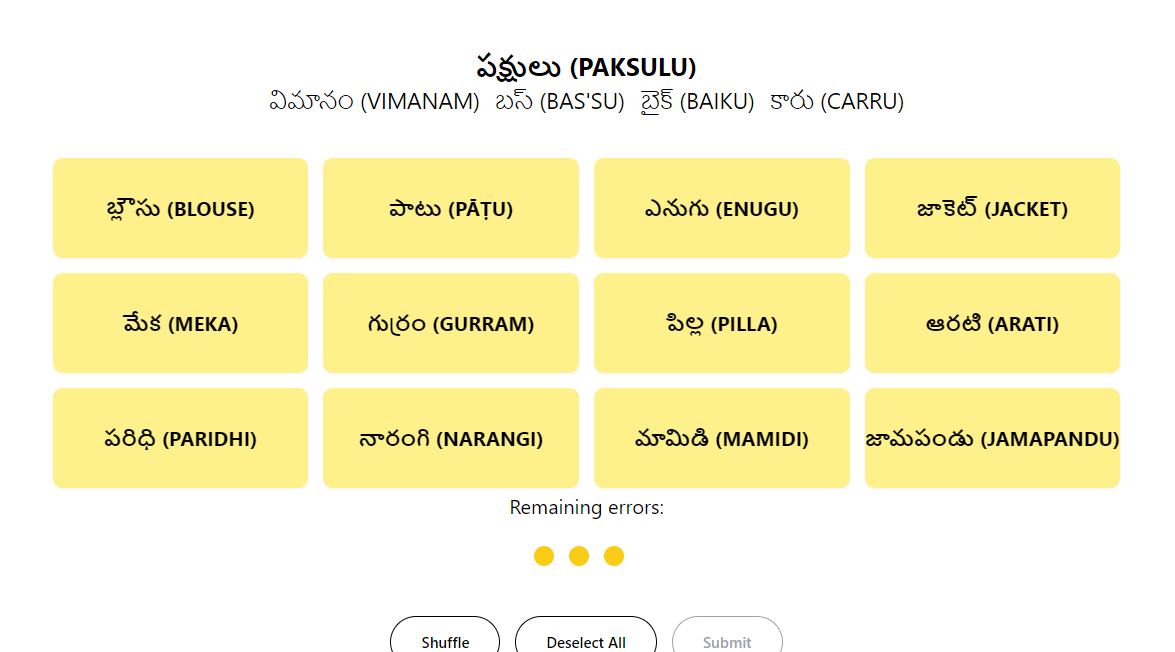 పక్షులు (PAKSULU)
విమానం (VIMANAM) బస్ (BAS'SU) బైక్ (BAIKU) కారు (CARRU)
బ్లౌసు (BLOUSE) పాటు (PĀṬU) ఎనుగు (ENUGU) జాకెట్ (JACKET)
మేక (MEKA) గుర్రం (GURRAM) పిల్ల (PILLA) ఆరటి (ARATI)
పరిధి (PARIDHI) నారంగి (NARANGI) మామిడి (MAMIDI) జామపండు (JAMAPANDU)
Remaining errors:
Shuffle Deselect All Submit